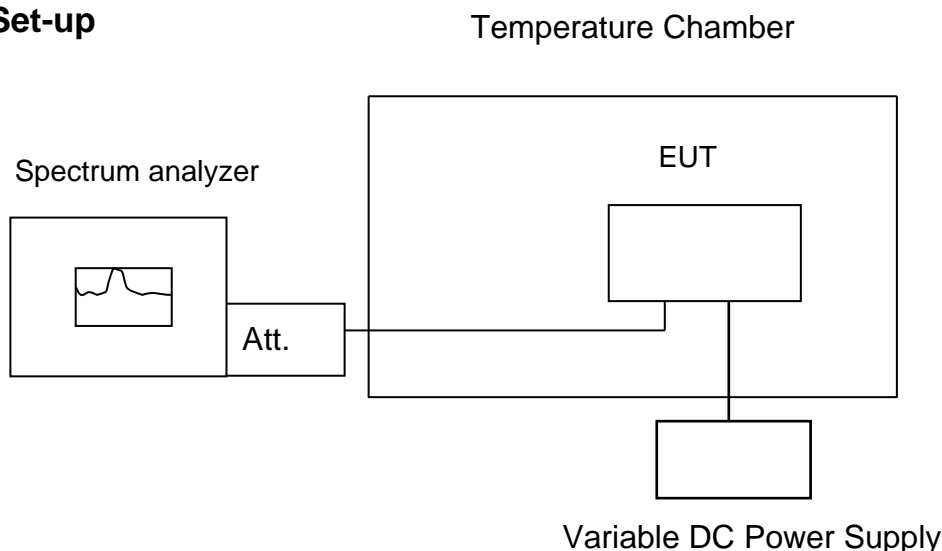 Set-up
Temperature Chamber
EUT
Spectrum analyzer
Att.
Variable DC Power Supply